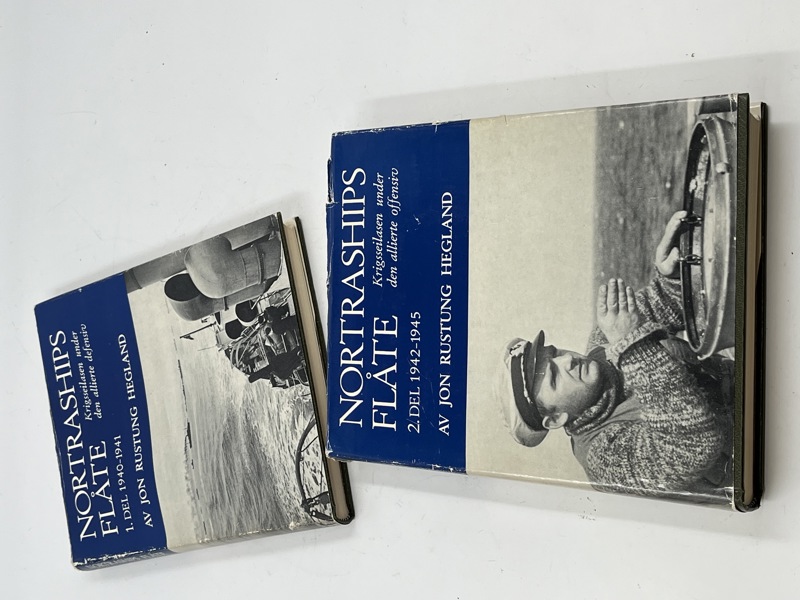 NORTRASHIPS
FLÅTE
Krigsseilasen under
den allierte defensiv
1. DEL 1940-1941
AV JON RUSTUNG HEGLAND
NORTRASHIPS
FLÅTE
Krigsseilasen under
den allierte offensiv
2. DEL 1942-1945
AV JON RUSTUNG HEGLAND